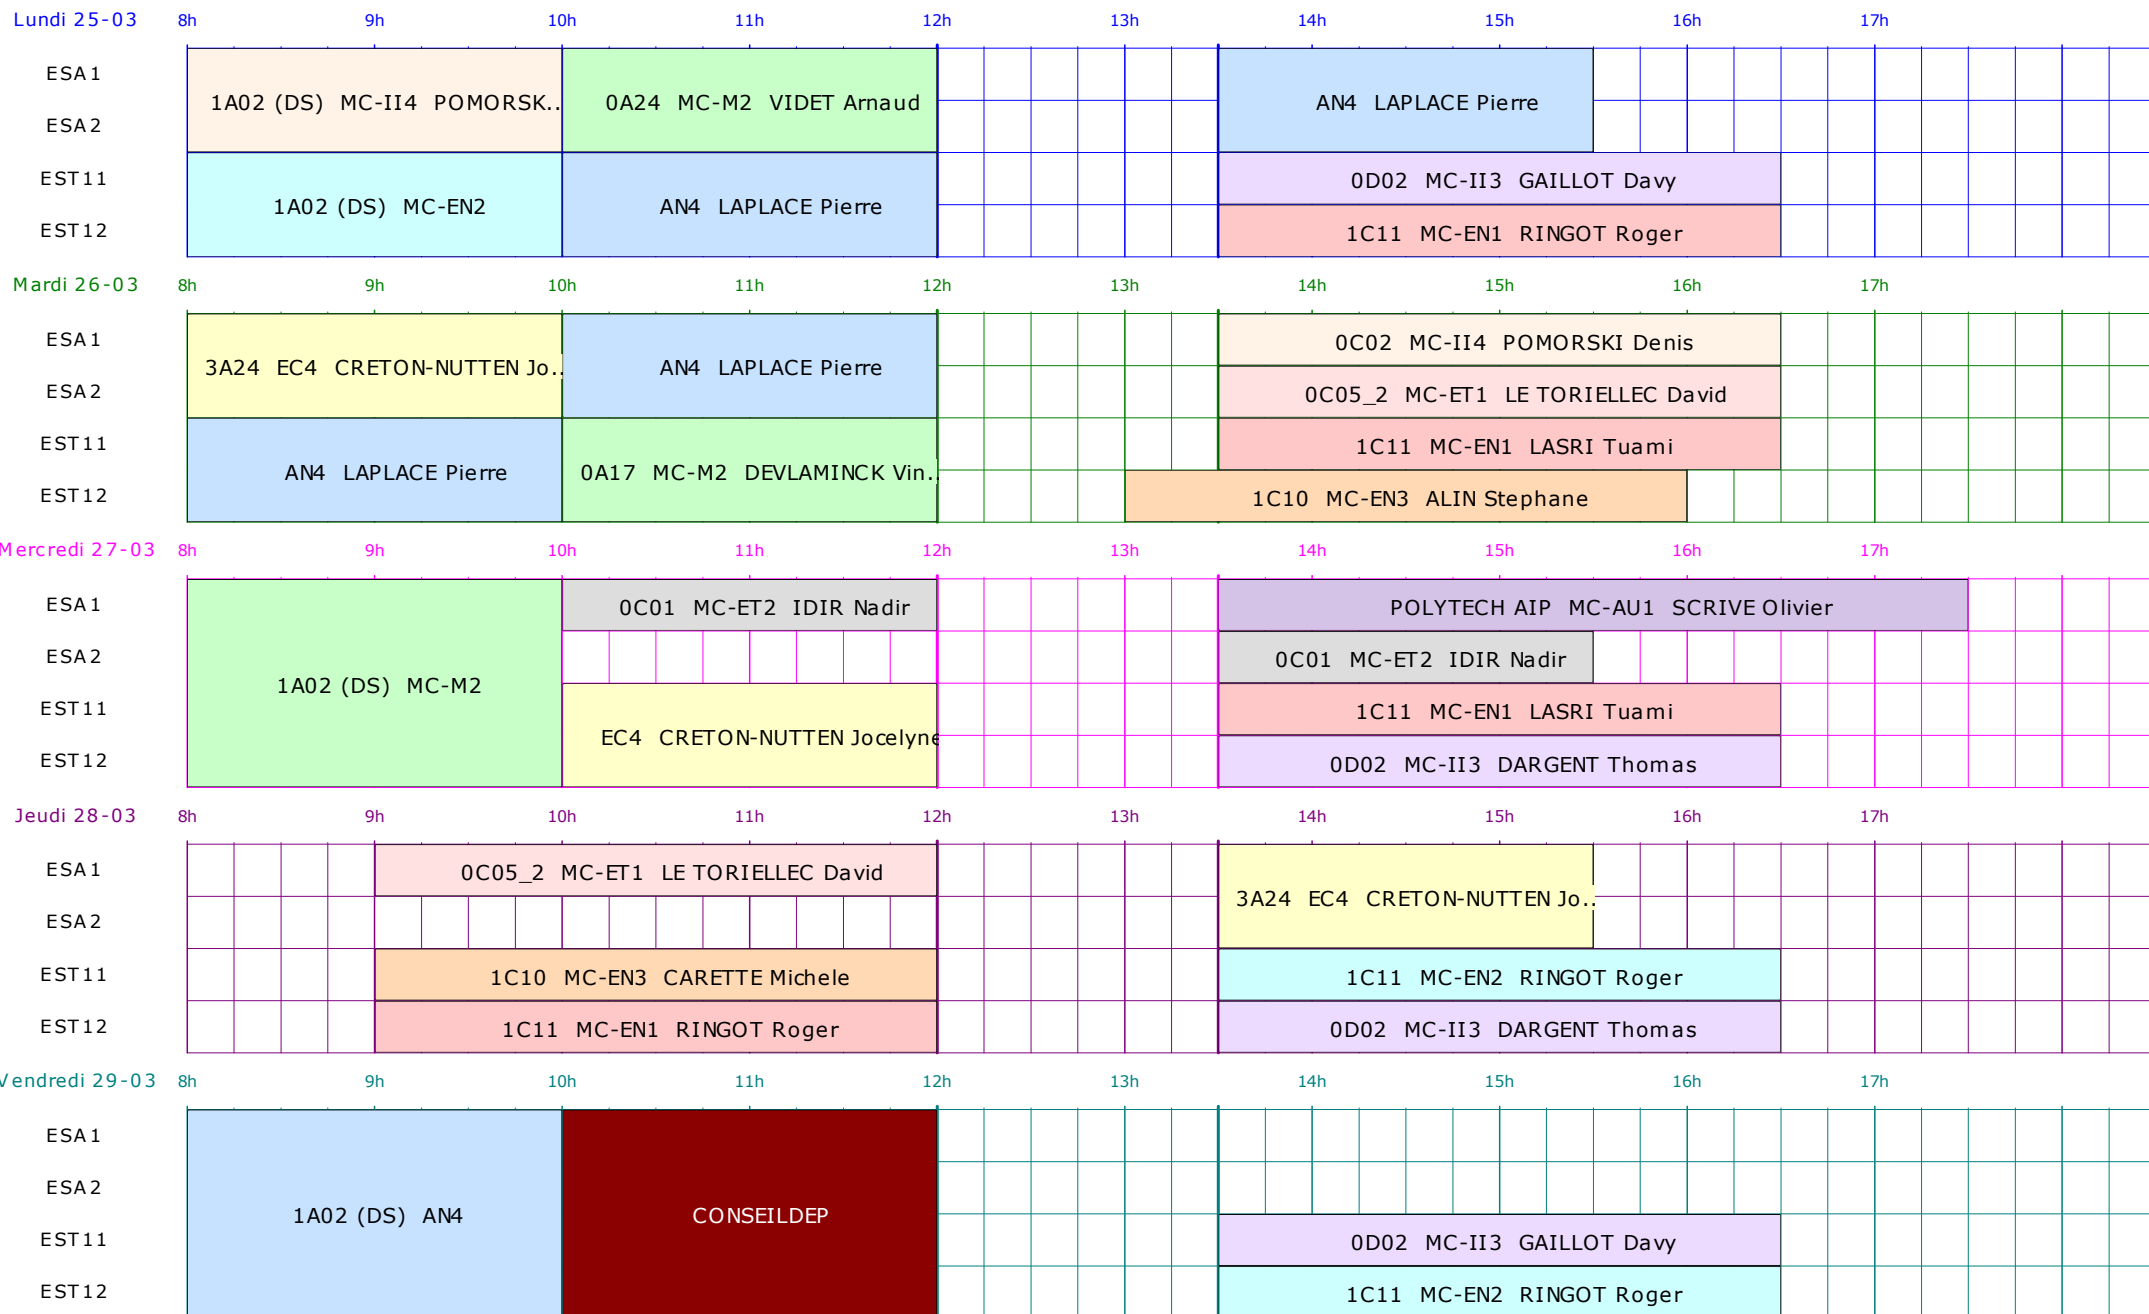 Lundi 25-03 8h 9h 10h 11h 12h 13h 14h 15h 16h 17h
ESA1
1A02 (DS) MC-II4 POMORSK.. 0A24 MC-M2 VIDET Arnaud AN4 LAPLACE Pierre
ESA2
EST11
0D02 MC-II3 GAILLOT Davy
1A02 (DS) MC-EN2 AN4 LAPLACE Pierre
EST12
1C11 MC-EN1 RINGOT Roger
Mardi 26-03 8h 9h 10h 11h 12h 13h 14h 15h 16h 17h
ESA1
0C02 MC-II4 POMORSKI Denis
3A24 EC4 CRETON-NUTTEN Jo.. AN4 LAPLACE Pierre
ESA2
0C05_2 MC-ET1 LE TORIELLEC David
EST11
1C11 MC-EN1 LASRI Tuami
AN4 LAPLACE Pierre 0A17 MC-M2 DEVLAMINCK Vin..
EST12
1C10 MC-EN3 ALIN Stephane
Mercredi 27-03 8h 9h 10h 11h 12h 13h 14h 15h 16h 17h
ESA1
0C01 MC-ET2 IDIR Nadir POLYTECH AIP MC-AU1 SCRIVE Olivier
ESA2
0C01 MC-ET2 IDIR Nadir
1A02 (DS) MC-M2
EST11
1C11 MC-EN1 LASRI Tuami
EC4 CRETON-NUTTEN Jocelyne
EST12
0D02 MC-II3 DARGENT Thomas
Jeudi 28-03 8h 9h 10h 11h 12h 13h 14h 15h 16h 17h
ESA1
0C05_2 MC-ET1 LE TORIELLEC David
3A24 EC4 CRETON-NUTTEN Jo..
ESA2
EST11
1C10 MC-EN3 CARETTE Michele 1C11 MC-EN2 RINGOT Roger
EST12
1C11 MC-EN1 RINGOT Roger 0D02 MC-II3 DARGENT Thomas
Vendredi 29-03 8h 9h 10h 11h 12h 13h 14h 15h 16h 17h
ESA1
ESA2
1A02 (DS) AN4 CONSEILDEP
EST11
0D02 MC-II3 GAILLOT Davy
EST12
1C11 MC-EN2 RINGOT Roger